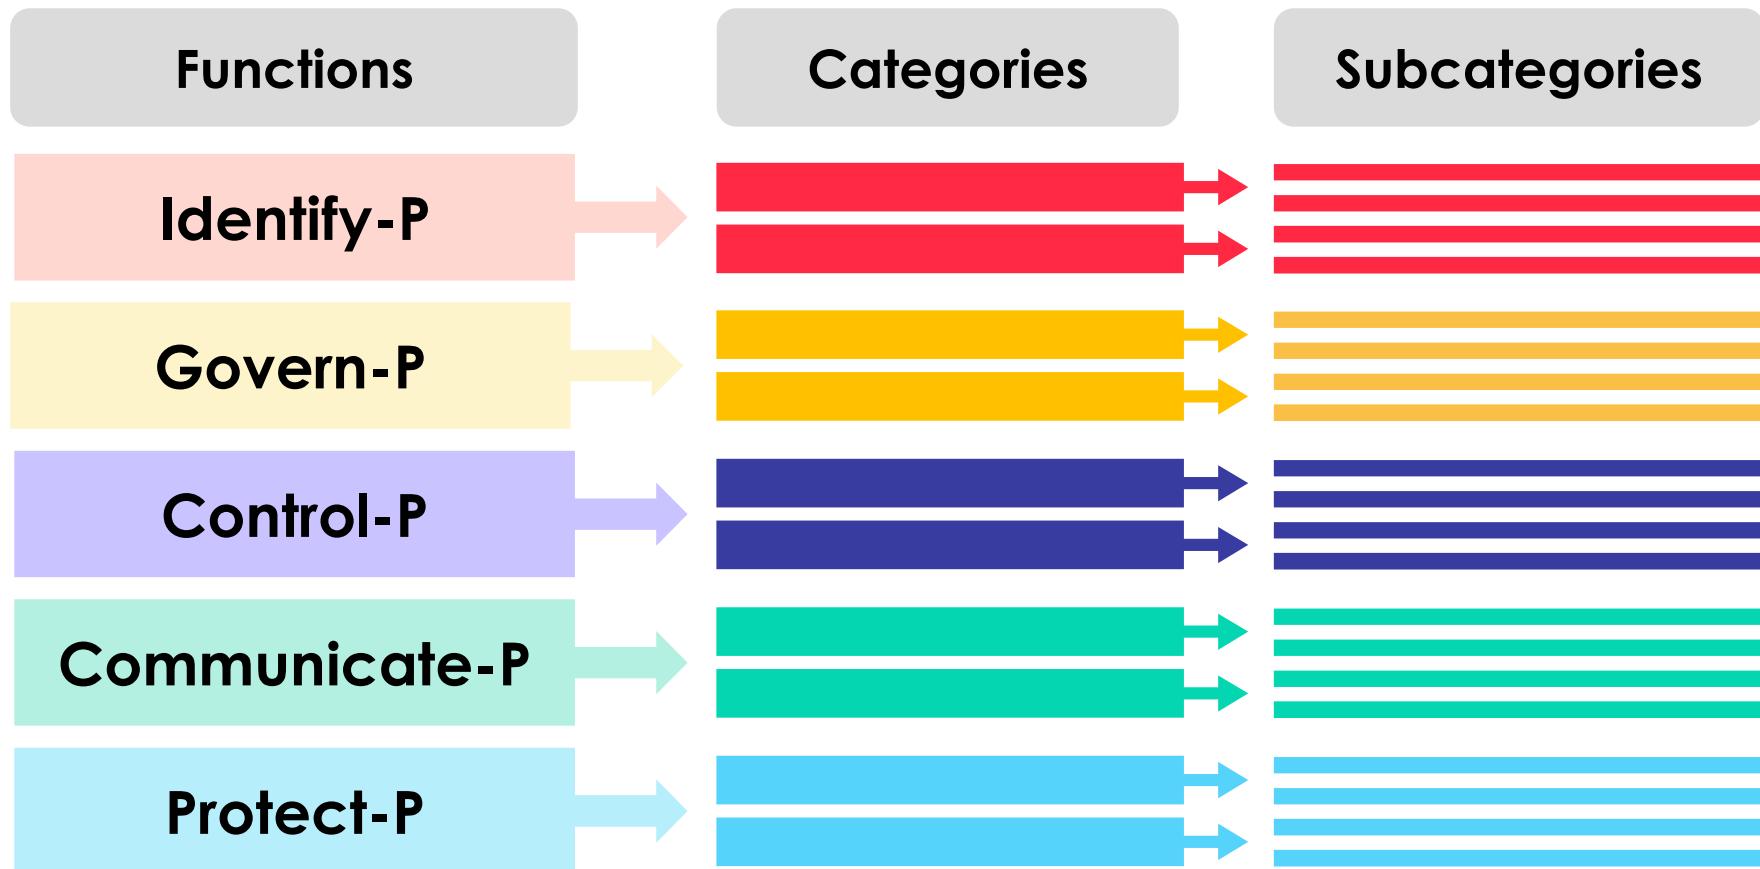 Functions
Categories
Subcategories
Identify-P
Govern-P
Control-P
Communicate-P
Protect-P